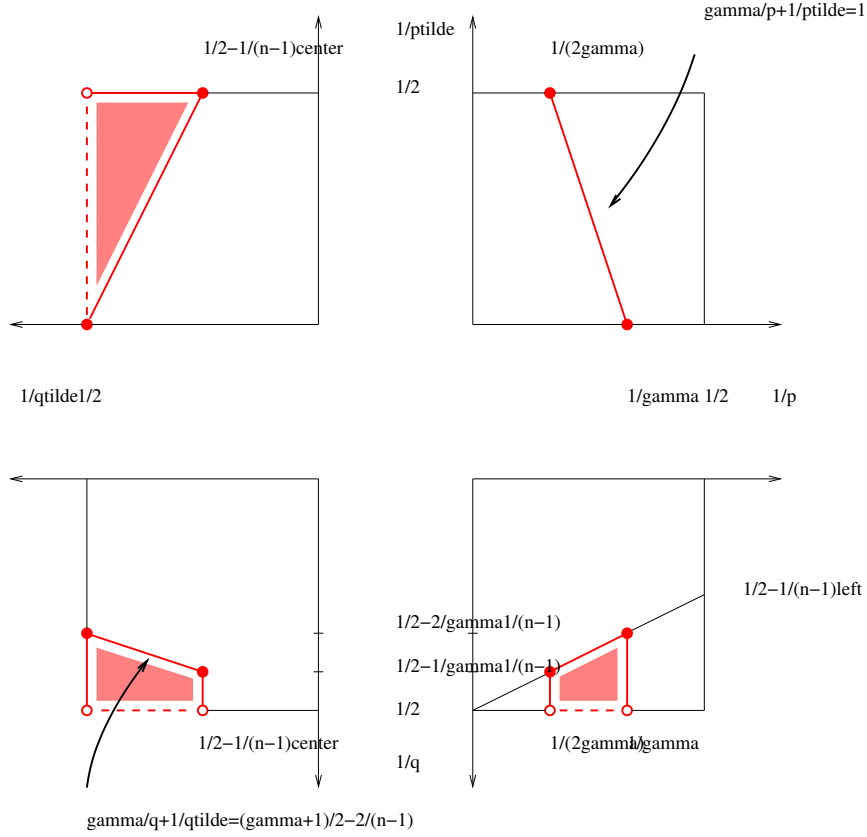 gamma/p+1/ptilde=1
1/ptilde
1/2−1/(n−1)center
1/(2gamma)
1/2
1/qtilde1/2
1/gamma 1/2
1/p
1/2−1/(n−1)left
1/2−2/gamma1/(n−1)
1/2−1/gamma1/(n−1)
1/2
1/2−1/(n−1)center
1/(2gamma)1/gamma
1/q
gamma/q+1/qtilde=(gamma+1)/2−2/(n−1)